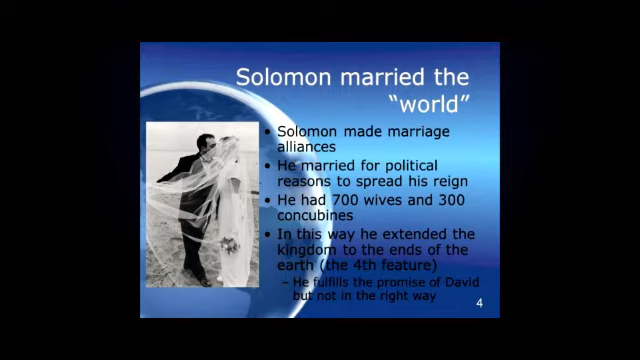 Solomon married the
“world”
• Solomon made marriage
alliances
• He married for political
reasons to spread his reign
• He had 700 wives and 300
concubines
• In this way he extended the
kingdom to the ends of the
earth (the 4th feature)
– He fulfills the promise of David
but not in the right way
4